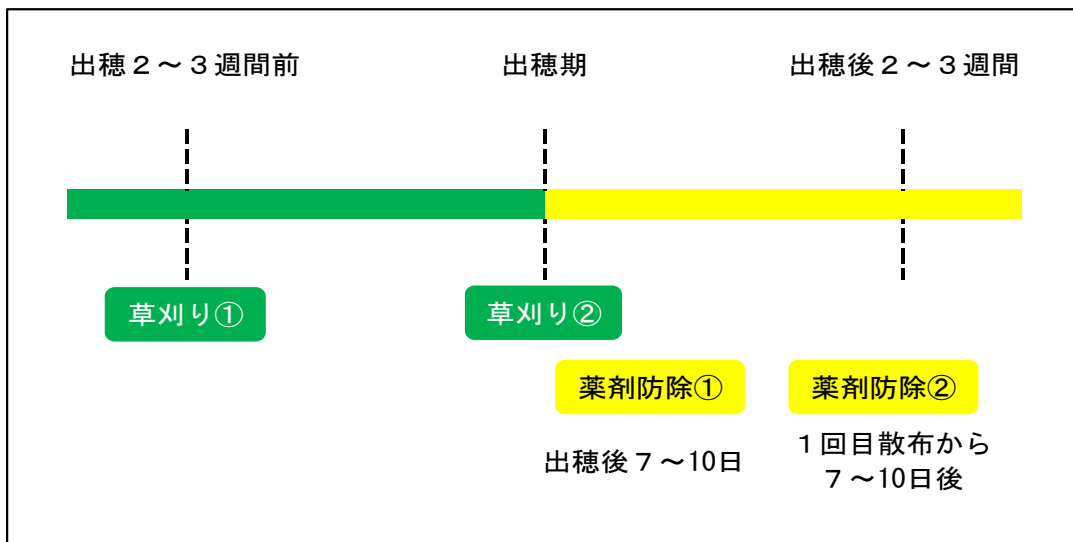 出穂２～３週間前
出穂期
出穂後２～３週間
草刈り①
草刈り②
薬剤防除①
薬剤防除②
出穂後７～10日
１回目散布から
７～10日後